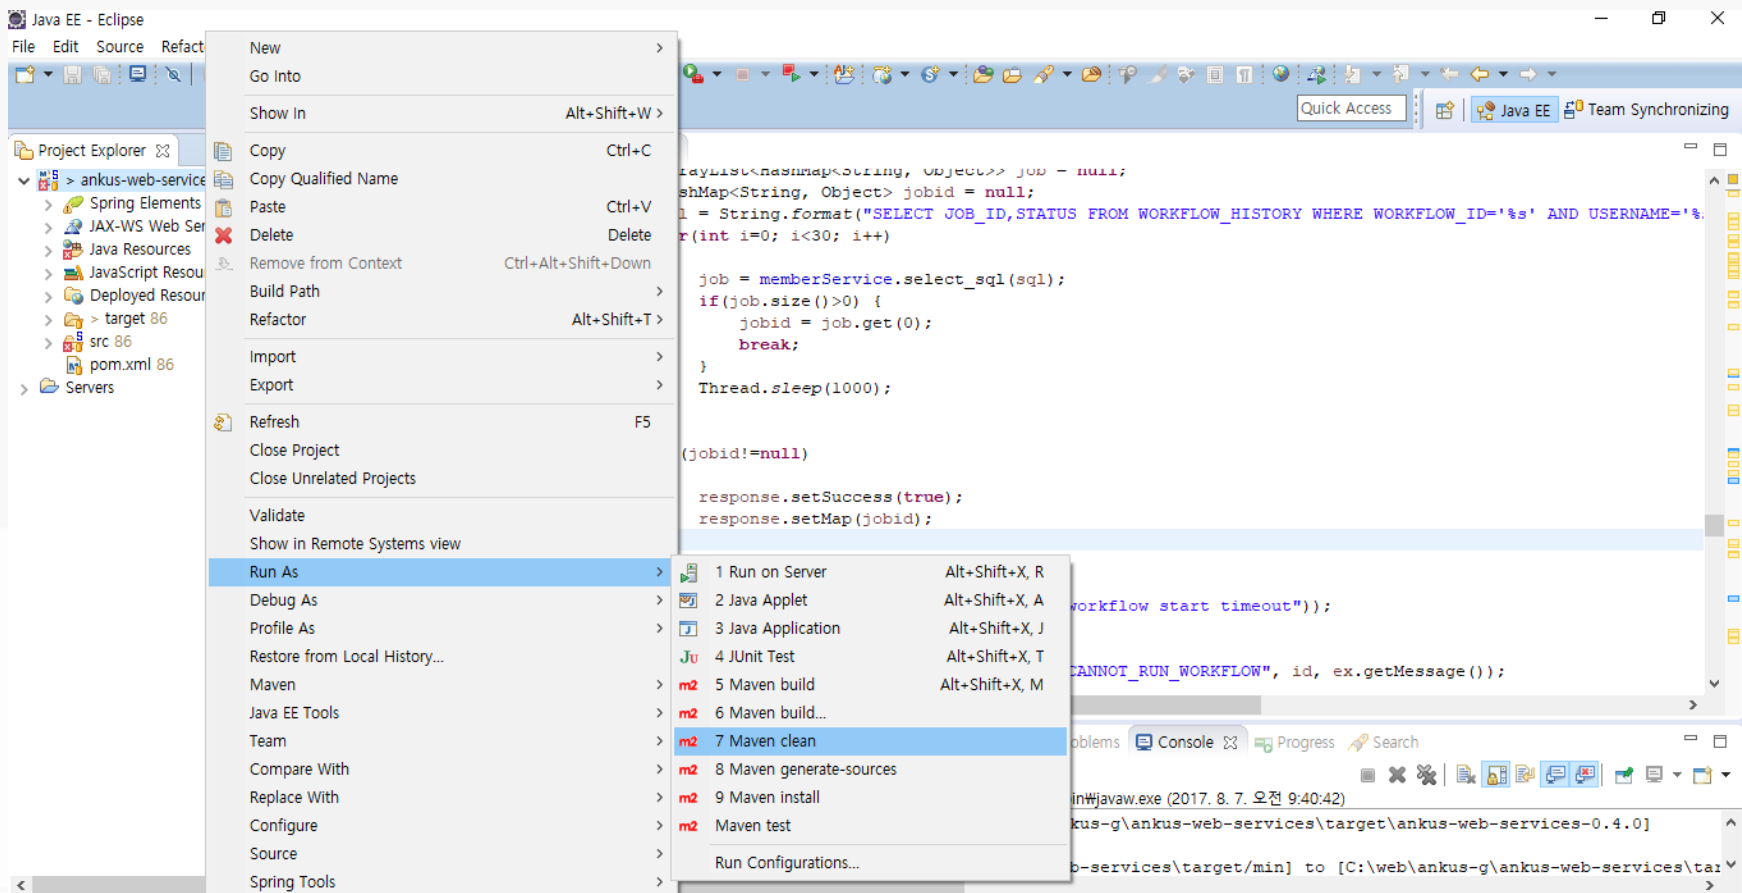 Java EE - Eclipse
File Edit Source Refact
Quick Access
Java EE
Team Synchronizing
Project Explorer
> ankus-web-service
Spring Elements
JAX-WS Web Ser
Java Resources
JavaScript Resou
Deployed Resour
> target 86
src 86
pom.xml 86
Servers
New
Go Into
Show In Alt+Shift+W >
Copy Ctrl+C
Copy Qualified Name
Paste Ctrl+V
Delete Delete
Remove from Context Ctrl+Alt+Shift+Down
Build Path
Refactor Alt+Shift+T >
Import
Export
Refresh F5
Close Project
Close Unrelated Projects
Validate
Show in Remote Systems view
Run As
Debug As
Profile As
Restore from Local History...
Maven
Java EE Tools
Team
Compare With
Replace With
Configure
Source
Spring Tools
1 Run on Server Alt+Shift+X, R
2 Java Applet Alt+Shift+X, A
3 Java Application Alt+Shift+X, J
4 JUnit Test Alt+Shift+X, T
5 Maven build Alt+Shift+X, M
6 Maven build...
7 Maven clean
8 Maven generate-sources
9 Maven install
Maven test
Run Configurations...
rayList<HashMap<String, Object>> job = null;
shMap<String, Object> jobid = null;
l = String.format("SELECT JOB_ID,STATUS FROM WORKFLOW_HISTORY WHERE WORKFLOW_ID='%s' AND USERNAME='%
r(int i=0; i<30; i++)
job = memberService.select_sql(sql);
if(job.size()>0) {
jobid = job.get(0);
break;
}
Thread.sleep(1000);
(jobid!=null)
response.setSuccess(true);
response.setMap(jobid);
workflow start timeout"));
CANNOT_RUN_WORKFLOW", id, ex.getMessage());
oblems
Console
Progress
Search
in₩javaw.exe (2017. 8. 7. 오전 9:40:42)
kus-g\ankus-web-services\target\ankus-web-services-0.4.0]
b-services\target/min] to [C:\web\ankus-g\ankus-web-services\tar